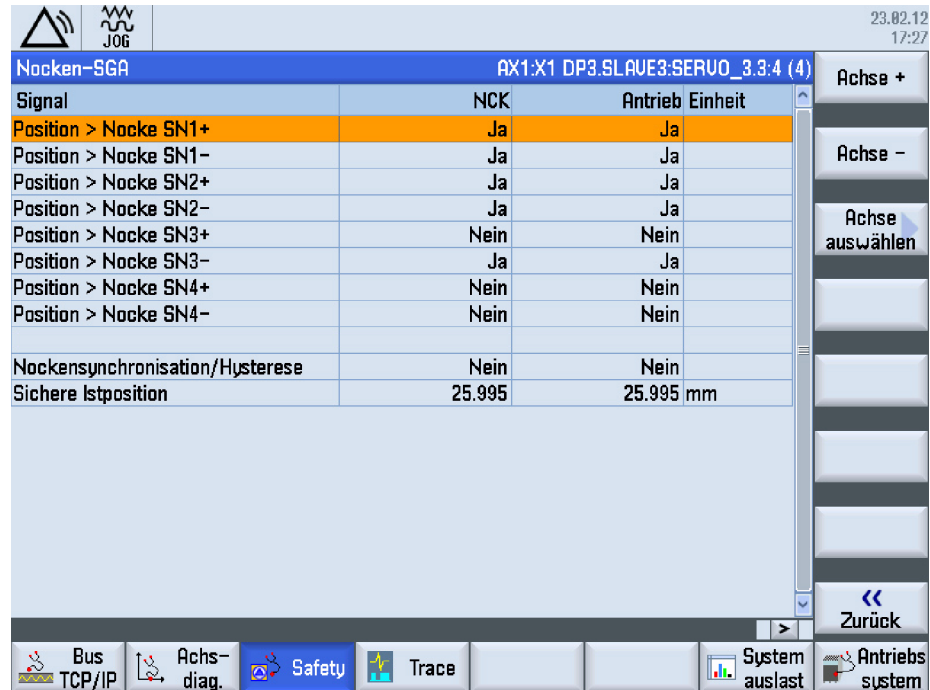 JOG
23.02.12
17:27
Nocken-SGA AX1:X1 DP3.SLAVE3:SERVO_3.3:4 (4)
Signal NCK Antrieb Einheit
Position > Nocke SN1+ Ja Ja
Position > Nocke SN1- Ja Ja
Position > Nocke SN2+ Ja Ja
Position > Nocke SN2- Ja Ja
Position > Nocke SN3+ Nein Nein
Position > Nocke SN3- Ja Ja
Position > Nocke SN4+ Nein Nein
Position > Nocke SN4- Nein Nein
Nockensynchronisation/Hysterese Nein Nein
Sichere Istposition 25.995 25.995 mm
Achse +
Achse -
Achse
auswählen
<<
Zurück
>
Bus
TCP/IP
Achs-
diag.
Safety
Trace
System
auslast
Antriebs
system